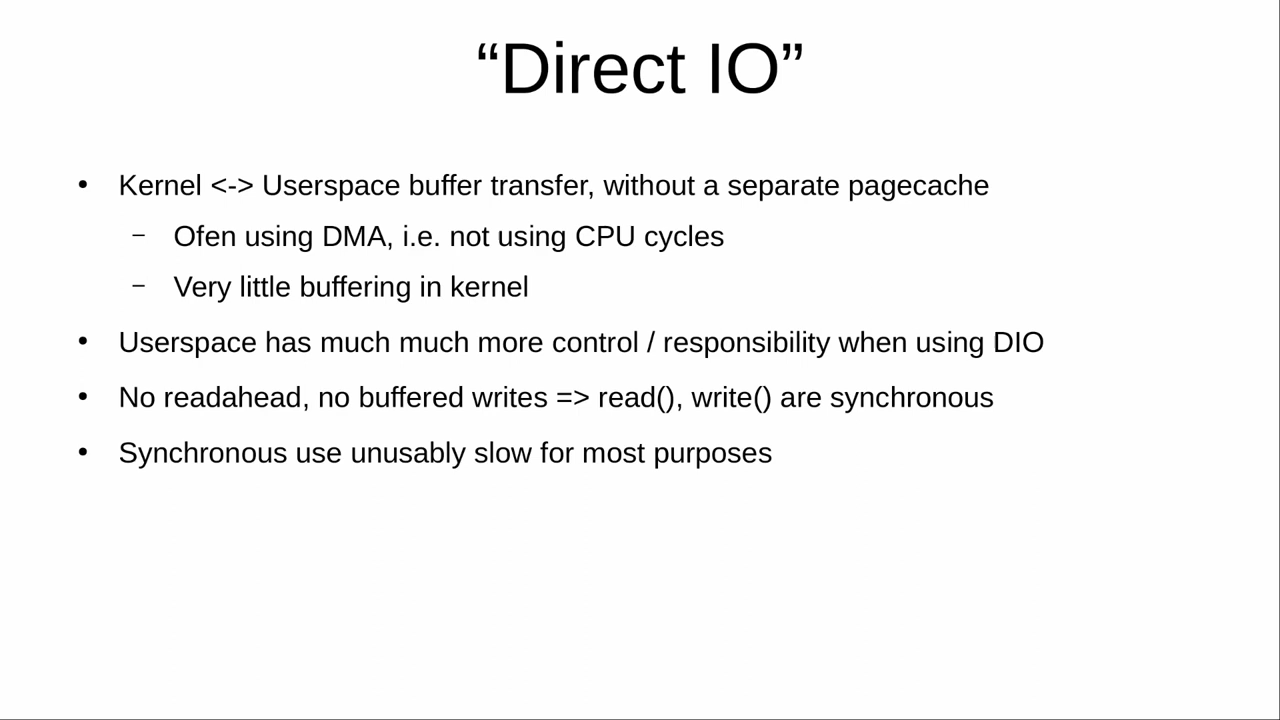 “Direct IO”
• Kernel <-> Userspace buffer transfer, without a separate pagecache
– Ofen using DMA, i.e. not using CPU cycles
– Very little buffering in kernel
• Userspace has much much more control / responsibility when using DIO
• No readahead, no buffered writes => read(), write() are synchronous
• Synchronous use unusably slow for most purposes